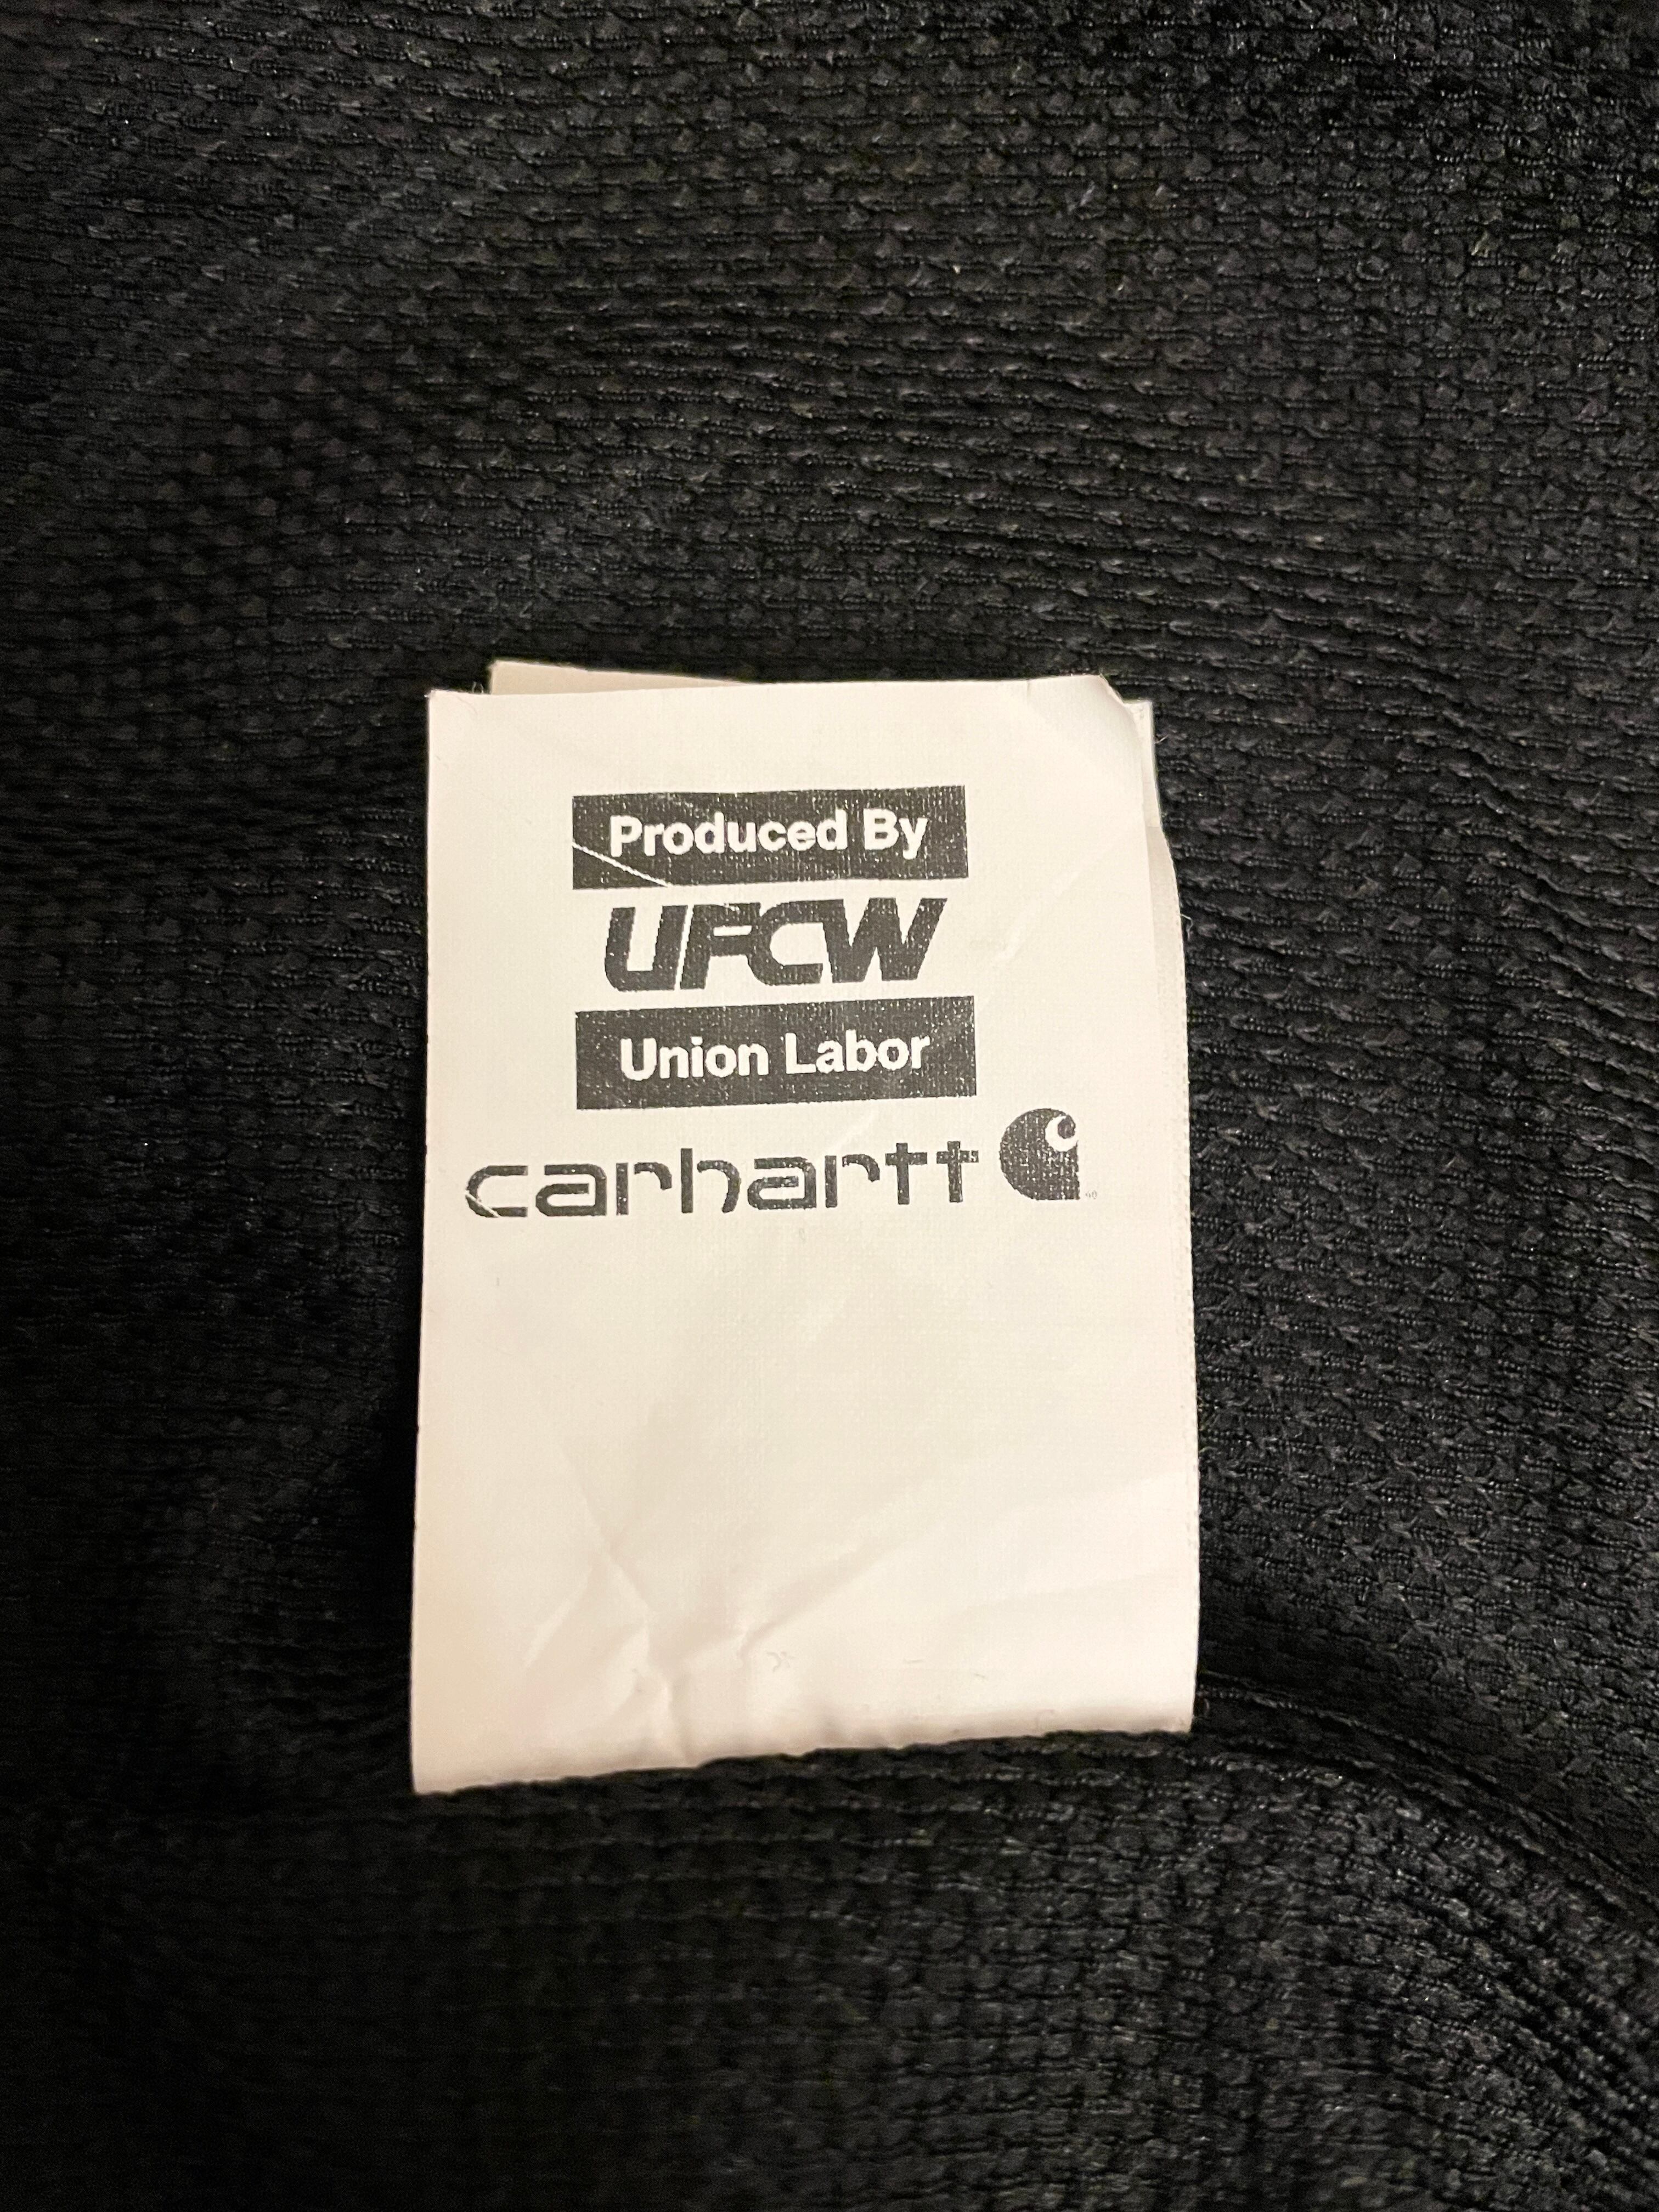 Produced By
UFCW
Union Labor
carhartt